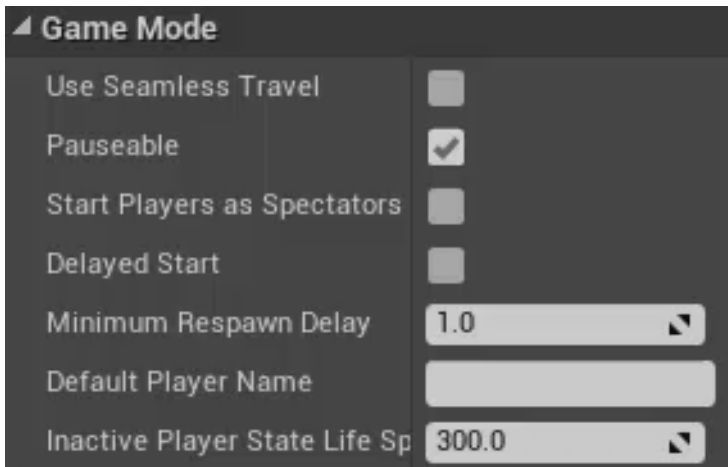 Game Mode
Use Seamless Travel
Pauseable
Start Players as Spectators
Delayed Start
Minimum Respawn Delay 1.0
Default Player Name
Inactive Player State Life Sp 300.0